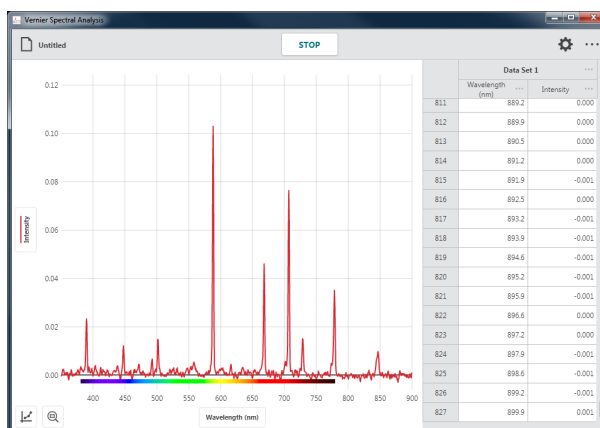 Vernier Spectral Analysis
Untitled
STOP
Data Set 1
Wavelength (nm)
Intensity
811 889.2 0.000
812 889.9 0.000
813 890.5 0.000
814 891.2 0.000
815 891.9 -0.001
816 892.5 0.000
817 893.2 -0.001
818 893.9 -0.001
819 894.6 -0.001
820 895.2 -0.001
821 895.9 -0.001
822 896.6 0.000
823 897.2 0.000
824 897.9 -0.001
825 898.6 -0.001
826 899.2 -0.001
827 899.9 0.001
0.12
0.10
0.08
0.06
0.04
0.02
0.00
Intensity
400 450 500 550 600 650 700 750 800 850 900
Wavelength (nm)